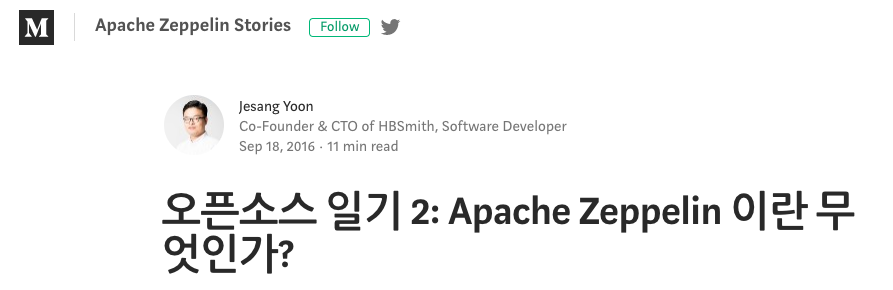 M
Apache Zeppelin Stories Follow
Jesang Yoon
Co-Founder & CTO of HBSmith, Software Developer
Sep 18, 2016 · 11 min read
오픈소스 일기 2: Apache Zeppelin 이란 무
엇인가?